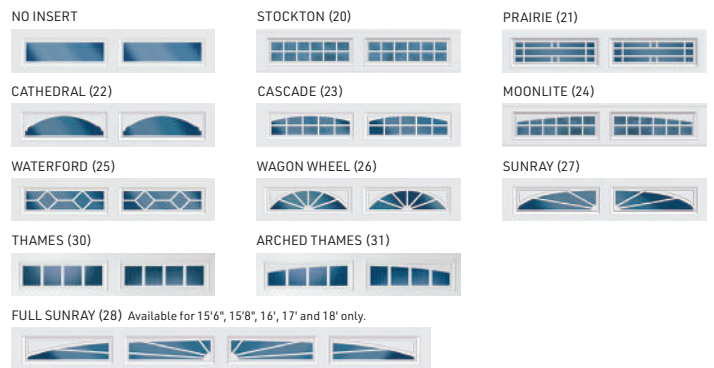 NO INSERT
STOCKTON (20)
PRAIRIE (21)
CATHEDRAL (22)
CASCADE (23)
MOONLITE (24)
WATERFORD (25)
WAGON WHEEL (26)
SUNRAY (27)
THAMES (30)
ARCHED THAMES (31)
FULL SUNRAY (28) Available for 15'6", 15'8", 16', 17' and 18' only.